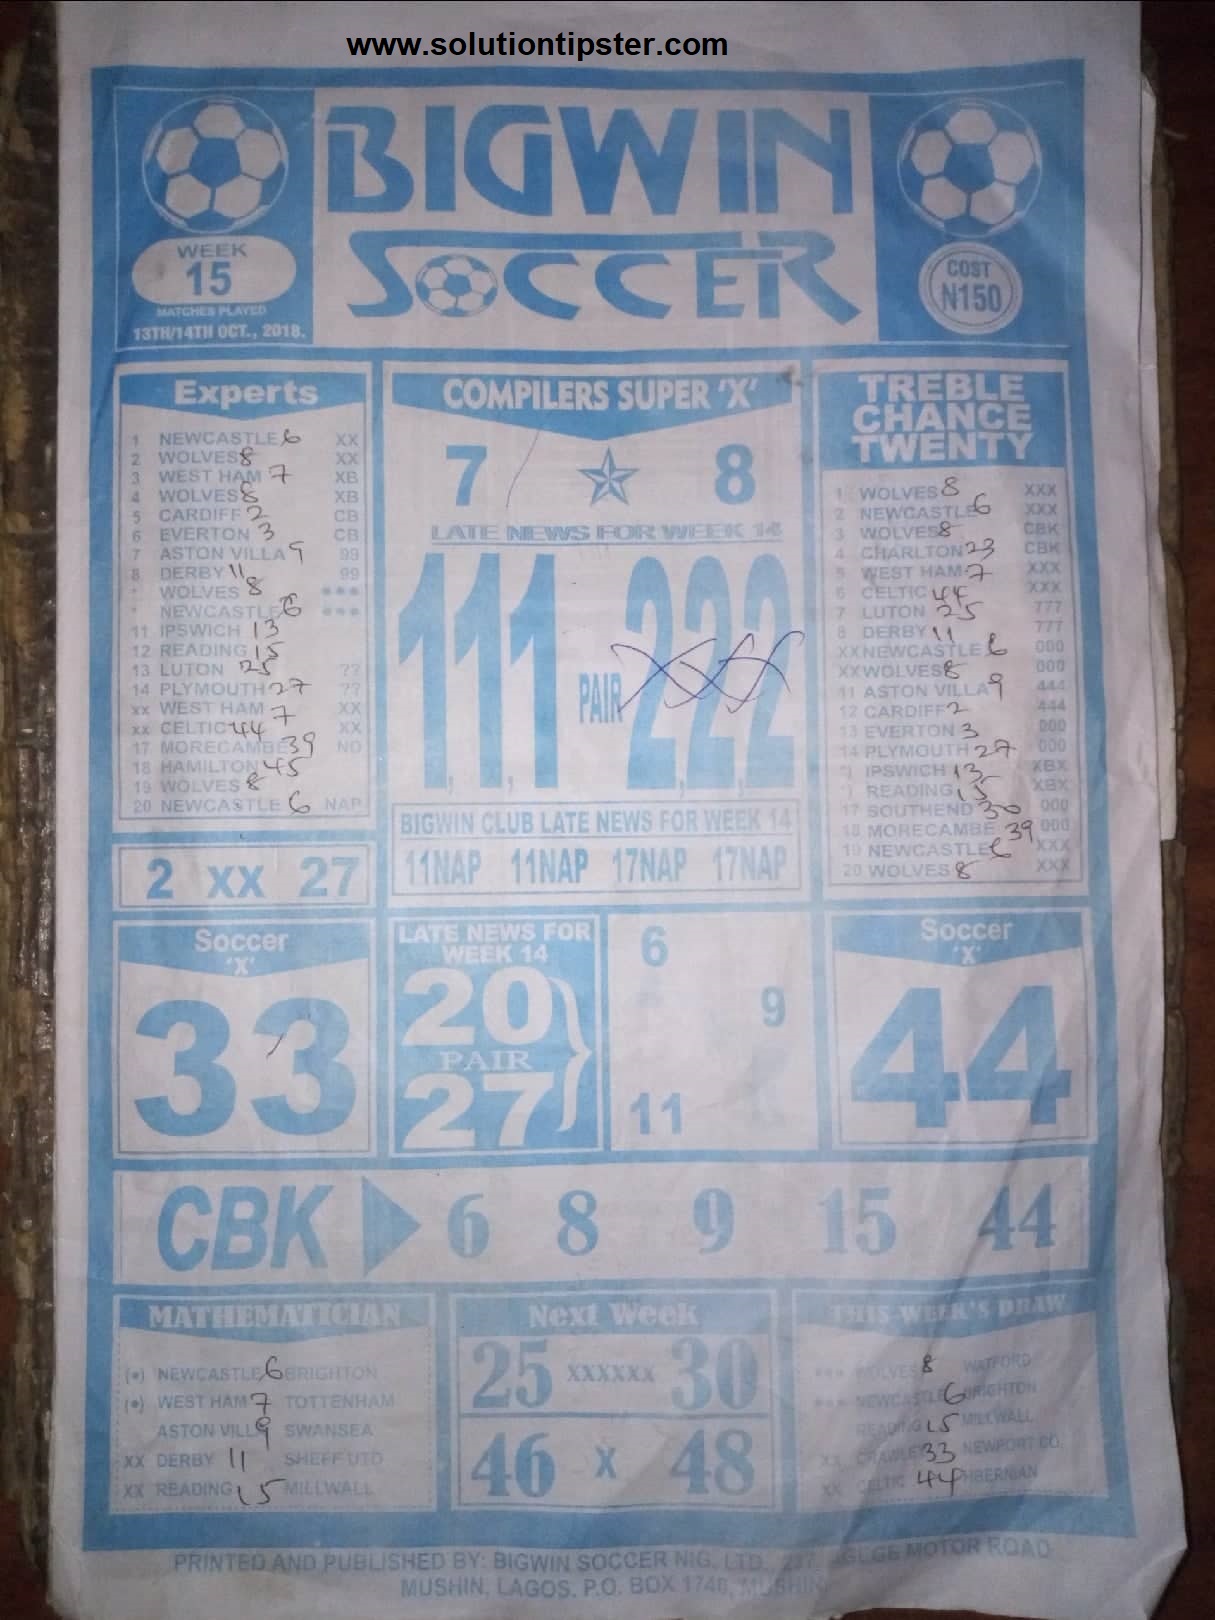 www.solutiontipster.com
BIGWIN
SOCCER
WEEK
15
MATCHES PLAYED
13TH/14TH OCT., 2018.
COST
N150
Experts
1 NEWCASTLE 6 XX
2 WOLVES 8 XX
3 WEST HAM 7 XB
4 WOLVES 8 XB
5 CARDIFF 2 CB
6 EVERTON 3 CB
7 ASTON VILLA 9 99
8 DERBY 11 99
* WOLVES 8 ***
* NEWCASTLE 6 ***
11 IPSWICH 13
12 READING 15
13 LUTON 25 ??
14 PLYMOUTH 27 ??
xx WEST HAM 7 XX
xx CELTIC 44 XX
17 MORECAMBE 39 ND
18 HAMILTON 45
19 WOLVES 8
20 NEWCASTLE 6 NAP
2 XX 27
COMPILERS SUPER 'X'
7 8
LATE NEWS FOR WEEK 14
1,1,1 PAIR 2,2,2
XXX
BIGWIN CLUB LATE NEWS FOR WEEK 14
11NAP 11NAP 17NAP 17NAP
TREBLE
CHANCE
TWENTY
1 WOLVES 8 XXX
2 NEWCASTLE 6 XXX
3 WOLVES 8 CBK
4 CHARLTON 23 CBK
5 WEST HAM 7 XXX
6 CELTIC 44 XXX
7 LUTON 25 777
8 DERBY 11 777
XX NEWCASTLE 6 000
XX WOLVES 8 000
11 ASTON VILLA 9 444
12 CARDIFF 2 444
13 EVERTON 3 000
14 PLYMOUTH 27 000
*) IPSWICH 13 XBX
*) READING 15 XBX
17 SOUTHEND 30 000
18 MORECAMBE 39 000
19 NEWCASTLE 6 XXX
20 WOLVES 8 XXX
Soccer
'X'
33
LATE NEWS FOR
WEEK 14
20
PAIR
27
6
9
11
Soccer
'X'
44
CBK 6 8 9 15 44
MATHEMATICIAN
(•) NEWCASTLE 6 BRIGHTON
(•) WEST HAM 7 TOTTENHAM
ASTON VILL 9 SWANSEA
XX DERBY 11 SHEFF UTD
XX READING 15 MILLWALL
Next Week
25 XXXXXX 30
46 X 48
THIS WEEK'S DRAW
*** WOLVES 8 WATFORD
*** NEWCASTLE 6 BRIGHTON
READING 15 MILLWALL
XX CRAWLEY 33 NEWPORT CO.
XX CELTIC 44 HIBERNIAN
PRINTED AND PUBLISHED BY: BIGWIN SOCCER NIG. LTD. MOTOR ROAD
MUSHIN, LAGOS. P.O. BOX 1740, MUSHIN